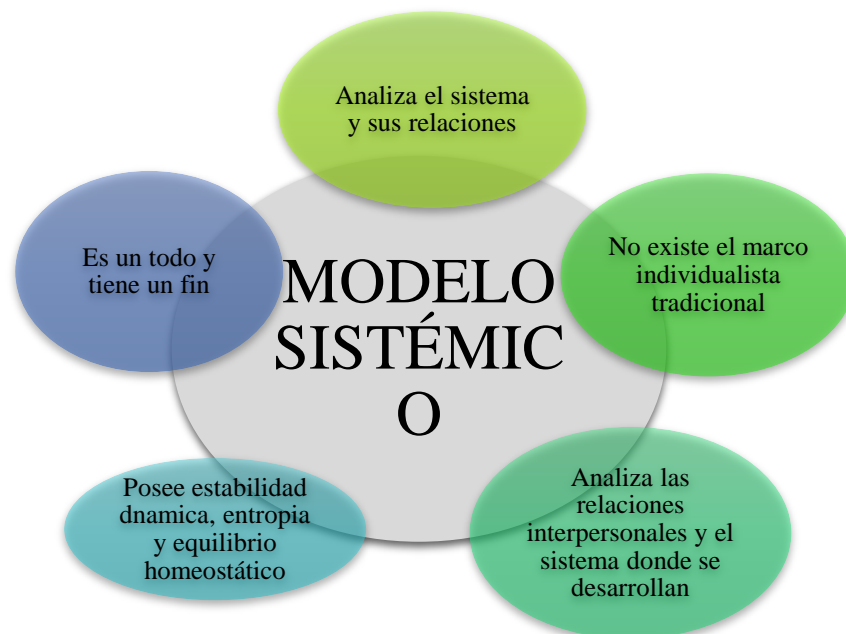 Analiza el sistema
y sus relaciones
No existe el marco
individualista
tradicional
Analiza las
relaciones
interpersonales y el
sistema donde se
desarrollan
Posee estabilidad
dnamica, entropia
y equilibrio
homeostático
Es un todo y
tiene un fin
MODELO
SISTÉMIC
O